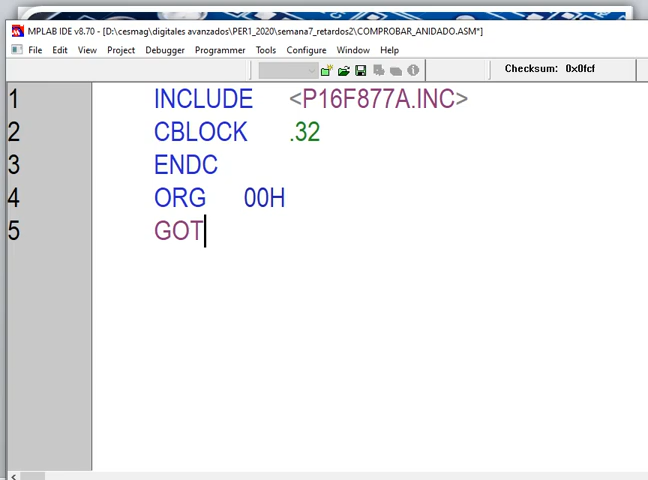 MPLAB IDE v8.70 - [D:\cesmag\digitales avanzados\PER1_2020\semana7_retardos2\COMPROBAR_ANIDADO.ASM*]
File Edit View Project Debugger Programmer Tools Configure Window Help
Checksum: 0x0fcf
1 INCLUDE <P16F877A.INC>
2 CBLOCK .32
3 ENDC
4 ORG 00H
5 GOT